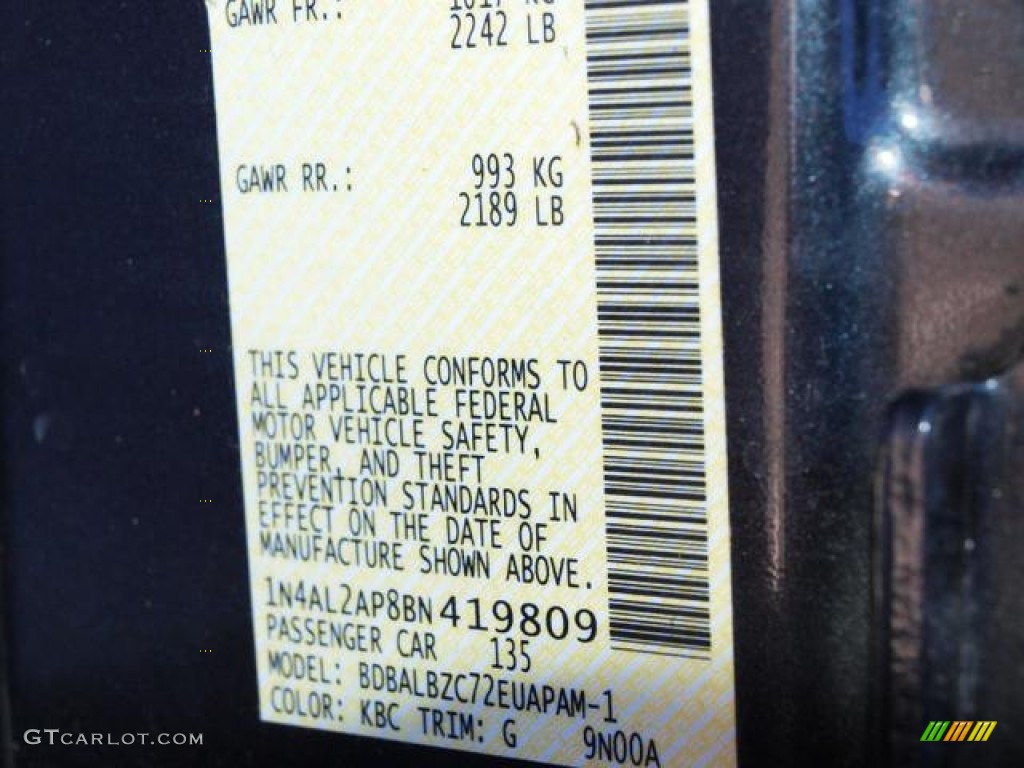 GAWR FR.: 1017 KG
2242 LB
GAWR RR.: 993 KG
2189 LB
THIS VEHICLE CONFORMS TO
ALL APPLICABLE FEDERAL
MOTOR VEHICLE SAFETY,
BUMPER, AND THEFT
PREVENTION STANDARDS IN
EFFECT ON THE DATE OF
MANUFACTURE SHOWN ABOVE.
1N4AL2AP8BN419809
PASSENGER CAR 135
MODEL: BDBALBZC72EUAPAM-1
COLOR: KBC TRIM: G 9N00A
GTCARLOT.COM